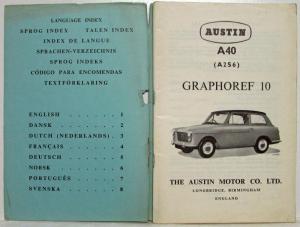 LANGUAGE INDEX
SPROG INDEX TALEN INDEX
INDEX DE LANGUE
SPRACHEN-VERZEICHNIS
SPROG INDEKS
CÓDIGO PARA ENCOMENDAS
TEXTFÖRKLARING
ENGLISH . . . . . . 1
DANSK . . . . . . 2
DUTCH (NEDERLANDS) . 3
FRANÇAIS . . . . . 4
DEUTSCH . . . . . 5
NORSK . . . . . . 6
PORTUGUÊS . . . . . 7
SVENSKA . . . . . 8
AUSTIN
A40
(A2S6)
GRAPHOREF 10
THE AUSTIN MOTOR CO. LTD.
LONGBRIDGE, BIRMINGHAM
ENGLAND